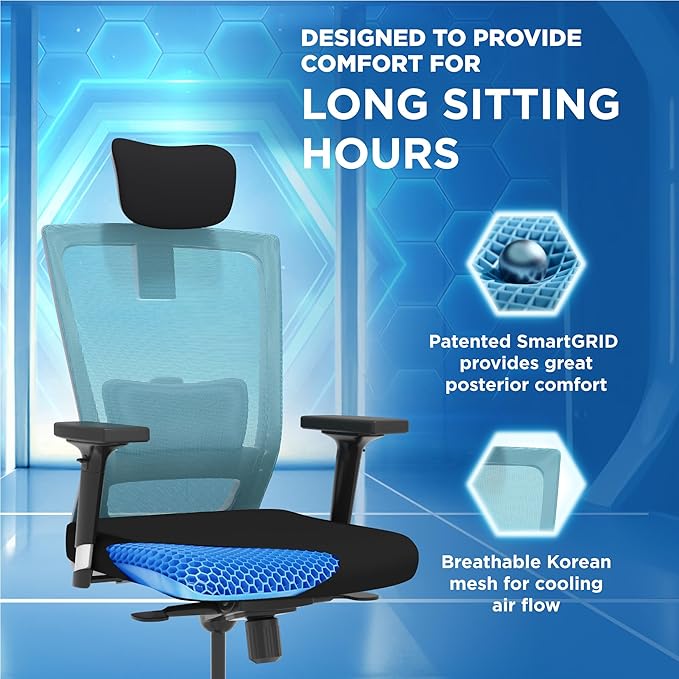 DESIGNED TO PROVIDE
COMFORT FOR
LONG SITTING
HOURS
Patented SmartGRID
provides great
posterior comfort
Breathable Korean
mesh for cooling
air flow